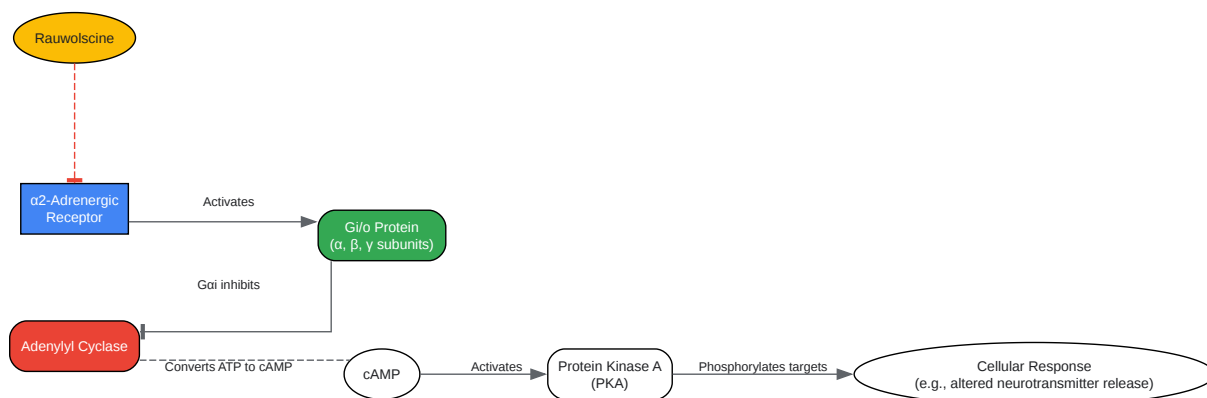 Rauwolscine
α2-Adrenergic
Receptor
Activates
Gi/o Protein
(α, β, γ subunits)
Gαi inhibits
Adenylyl Cyclase
Converts ATP to cAMP
cAMP
Activates
Protein Kinase A
(PKA)
Phosphorylates targets
Cellular Response
(e.g., altered neurotransmitter release)